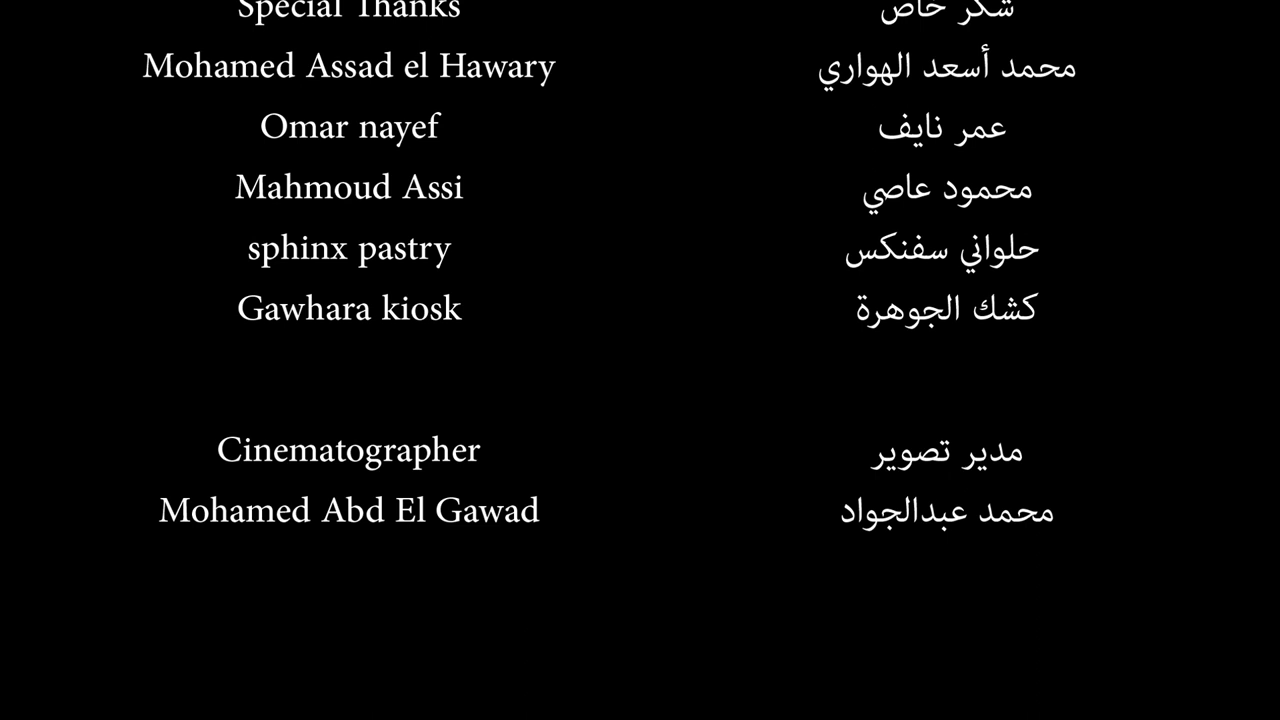 Special Thanks شكر خاص
Mohamed Assad el Hawary محمد أسعد الهواري
Omar nayef عمر نايف
Mahmoud Assi محمود عاصي
sphinx pastry حلواني سفنكس
Gawhara kiosk كشك الجوهرة
Cinematographer مدير تصوير
Mohamed Abd El Gawad محمد عبدالجواد